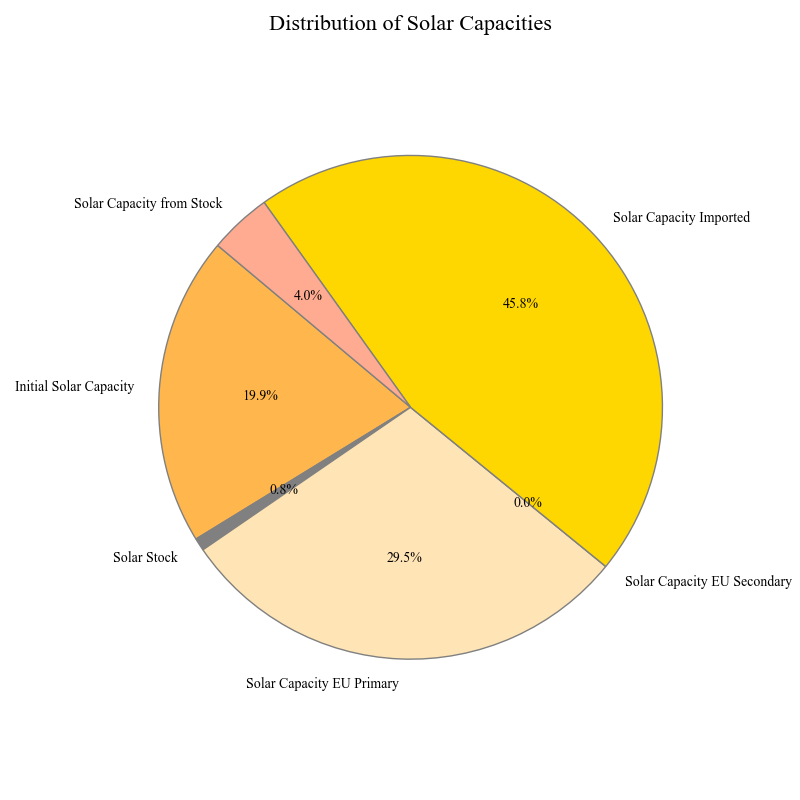 Distribution of Solar Capacities
Solar Capacity from Stock
Solar Capacity Imported
4.0%
45.8%
Initial Solar Capacity
19.9%
0.8%
0.0%
Solar Stock
29.5%
Solar Capacity EU Secondary
Solar Capacity EU Primary